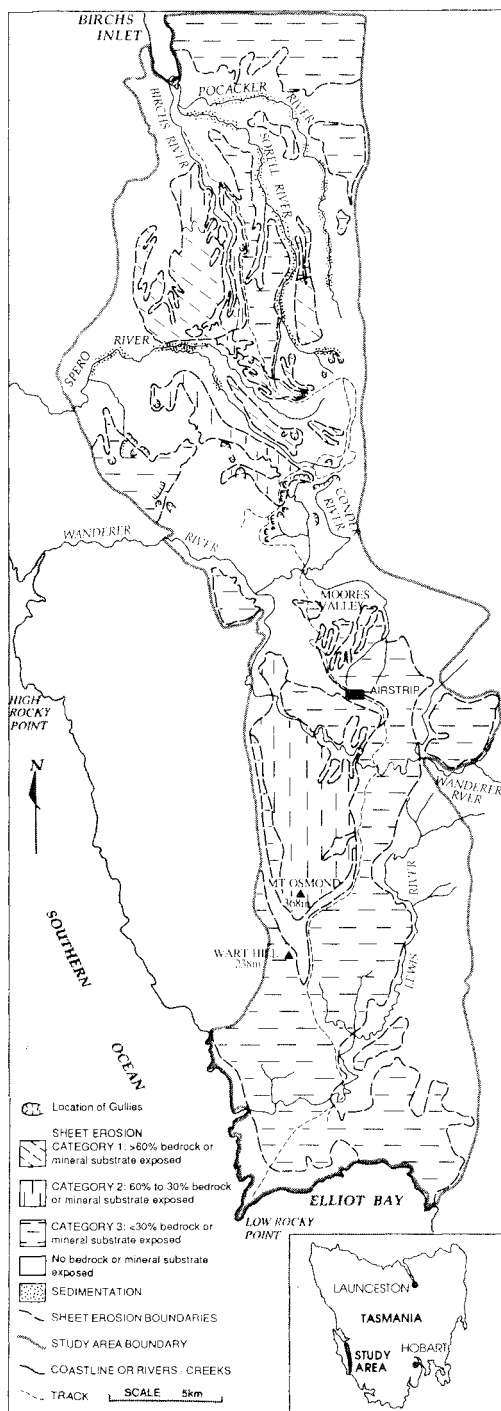 BIRCHS
INLET
POCACKER
RIVER
BIRCHS RIVER
SORELL RIVER
SPERO
RIVER
CONDER
RIVER
WANDERER
RIVER
MOORES
VALLEY
AIRSTRIP
HIGH
ROCKY
POINT
N
WANDERER
RVER
MT OSMOND
368m
RIVER
LEWIS
WART HILL
238m
SOUTHERN
OCEAN
ELLIOT BAY
LOW ROCKY
POINT
Location of Gullies
SHEET EROSION
CATEGORY 1: >60% bedrock or
mineral substrate exposed
CATEGORY 2: 60% to 30% bedrock
or mineral substrate exposed
CATEGORY 3: <30% bedrock or
mineral substrate exposed
No bedrock or mineral substrate
exposed
SEDIMENTATION
SHEET EROSION BOUNDARIES
STUDY AREA BOUNDARY
COASTLINE OR RIVERS / CREEKS
TRACK
SCALE 5km
LAUNCESTON
TASMANIA
STUDY
AREA
HOBART